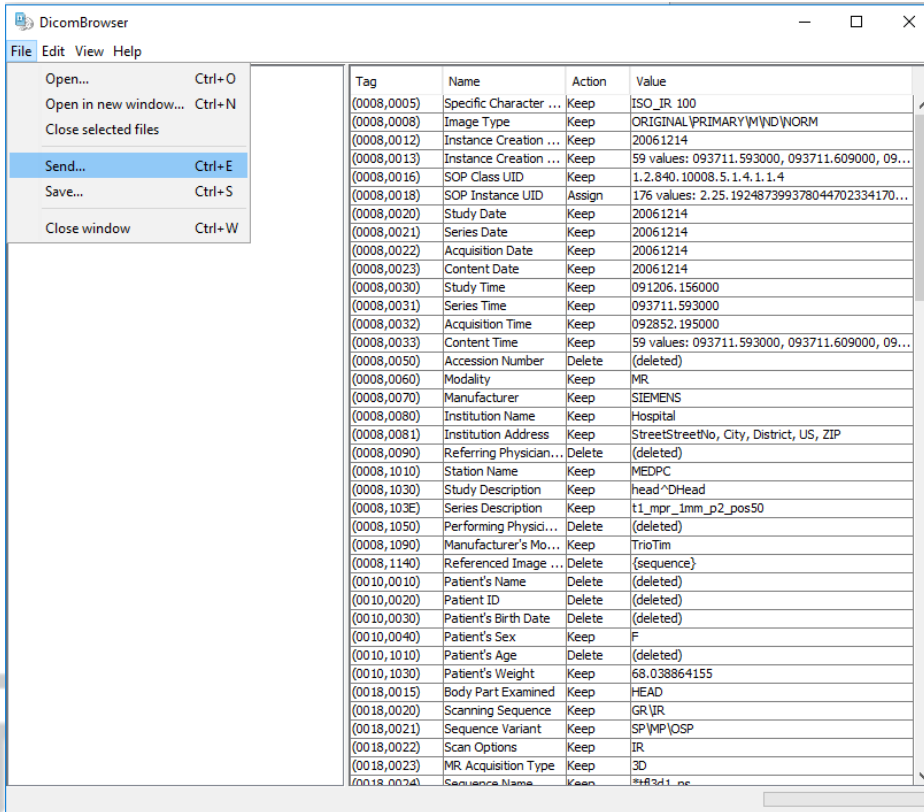 DicomBrowser
File Edit View Help
Open... Ctrl+O
Open in new window... Ctrl+N
Close selected files
Send... Ctrl+E
Save... Ctrl+S
Close window Ctrl+W
Tag Name Action Value
(0008,0005) Specific Character ... Keep ISO_IR 100
(0008,0008) Image Type Keep ORIGINAL\PRIMARY\M\ND\NORM
(0008,0012) Instance Creation ... Keep 20061214
(0008,0013) Instance Creation ... Keep 59 values: 093711.593000, 093711.609000, 09...
(0008,0016) SOP Class UID Keep 1.2.840.10008.5.1.4.1.1.4
(0008,0018) SOP Instance UID Assign 176 values: 2.25.192487399378044702334170...
(0008,0020) Study Date Keep 20061214
(0008,0021) Series Date Keep 20061214
(0008,0022) Acquisition Date Keep 20061214
(0008,0023) Content Date Keep 20061214
(0008,0030) Study Time Keep 091206.156000
(0008,0031) Series Time Keep 093711.593000
(0008,0032) Acquisition Time Keep 092852.195000
(0008,0033) Content Time Keep 59 values: 093711.593000, 093711.609000, 09...
(0008,0050) Accession Number Delete (deleted)
(0008,0060) Modality Keep MR
(0008,0070) Manufacturer Keep SIEMENS
(0008,0080) Institution Name Keep Hospital
(0008,0081) Institution Address Keep StreetStreetNo, City, District, US, ZIP
(0008,0090) Referring Physician... Delete (deleted)
(0008,1010) Station Name Keep MEDPC
(0008,1030) Study Description Keep head^DHead
(0008,103E) Series Description Keep t1_mpr_1mm_p2_pos50
(0008,1050) Performing Physici... Delete (deleted)
(0008,1090) Manufacturer's Mo... Keep TrioTim
(0008,1140) Referenced Image ... Delete {sequence}
(0010,0010) Patient's Name Delete (deleted)
(0010,0020) Patient ID Delete (deleted)
(0010,0030) Patient's Birth Date Delete (deleted)
(0010,0040) Patient's Sex Keep F
(0010,1010) Patient's Age Delete (deleted)
(0010,1030) Patient's Weight Keep 68.038864155
(0018,0015) Body Part Examined Keep HEAD
(0018,0020) Scanning Sequence Keep GR\IR
(0018,0021) Sequence Variant Keep SP\MP\OSP
(0018,0022) Scan Options Keep IR
(0018,0023) MR Acquisition Type Keep 3D
(0018,0024) Sequence Name Keep *tfl3d1_ns